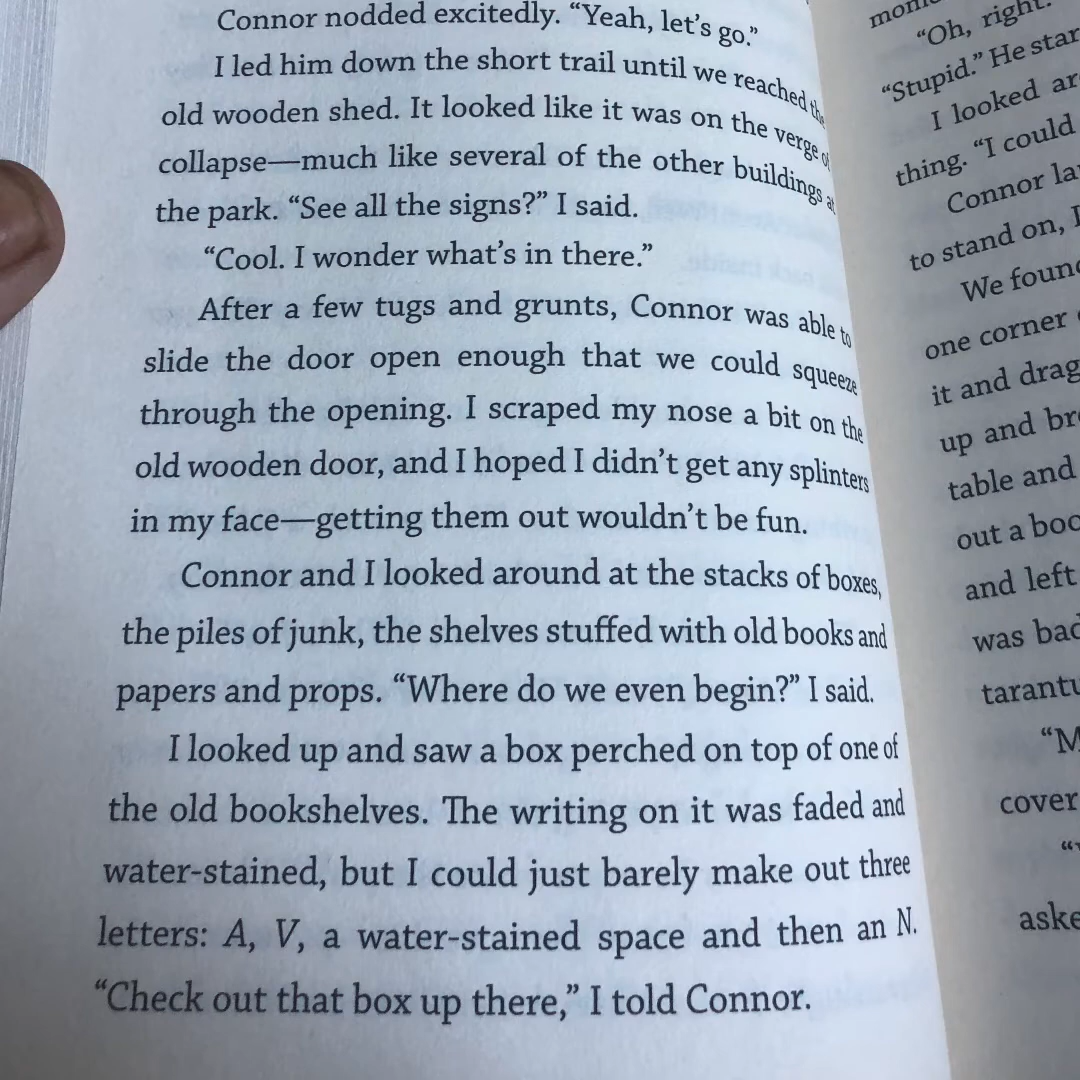 Connor nodded excitedly. “Yeah, let’s go.”
I led him down the short trail until we reached the
old wooden shed. It looked like it was on the verge of
collapse—much like several of the other buildings at
the park. “See all the signs?” I said.
“Cool. I wonder what’s in there.”
After a few tugs and grunts, Connor was able to
slide the door open enough that we could squeeze
through the opening. I scraped my nose a bit on the
old wooden door, and I hoped I didn’t get any splinters
in my face—getting them out wouldn’t be fun.
Connor and I looked around at the stacks of boxes,
the piles of junk, the shelves stuffed with old books and
papers and props. “Where do we even begin?” I said.
I looked up and saw a box perched on top of one of
the old bookshelves. The writing on it was faded and
water-stained, but I could just barely make out three
letters: A, V, a water-stained space and then an N.
“Check out that box up there,” I told Connor.
“Oh, right.
“Stupid.” He star
I looked ar
thing. “I could
Connor la
to stand on, I
We found
one corner
it and drag
up and br
table and
out a boo
and left
was bac
tarantu
“M
cover
aske